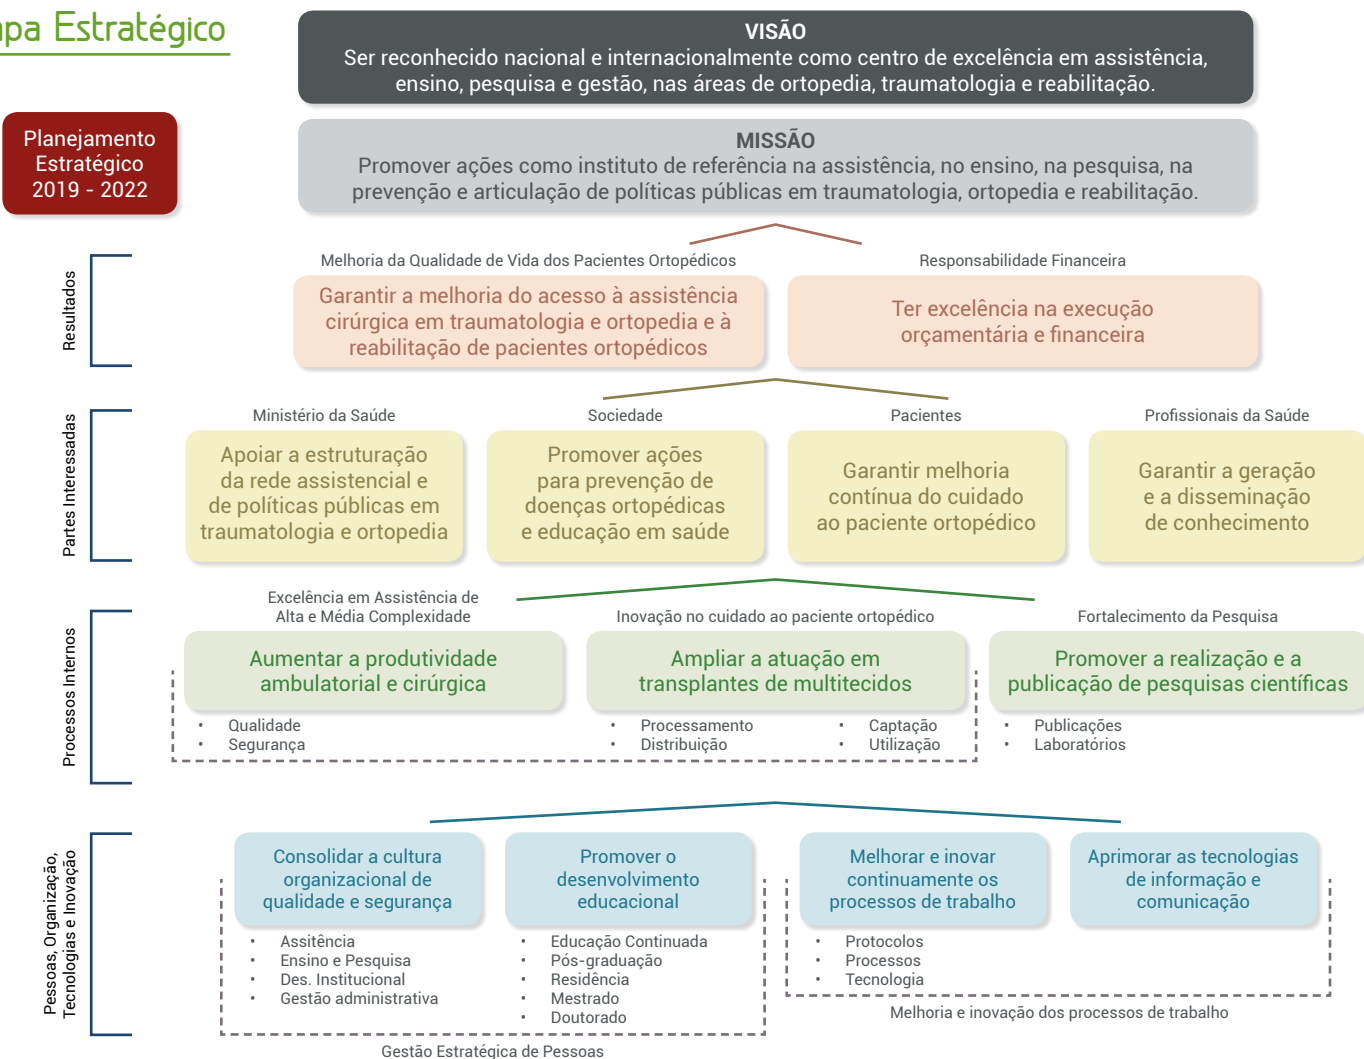 pa Estratégico
VISÃO
Ser reconhecido nacional e internacionalmente como centro de excelência em assistência,
ensino, pesquisa e gestão, nas áreas de ortopedia, traumatologia e reabilitação.
Planejamento
Estratégico
2019 - 2022
MISSÃO
Promover ações como instituto de referência na assistência, no ensino, na pesquisa, na
prevenção e articulação de políticas públicas em traumatologia, ortopedia e reabilitação.
Resultados
Melhoria da Qualidade de Vida dos Pacientes Ortopédicos
Garantir a melhoria do acesso à assistência
cirúrgica em traumatologia e ortopedia e à
reabilitação de pacientes ortopédicos
Responsabilidade Financeira
Ter excelência na execução
orçamentária e financeira
Partes Interessadas
Ministério da Saúde
Apoiar a estruturação
da rede assistencial e
de políticas públicas em
traumatologia e ortopedia
Sociedade
Promover ações
para prevenção de
doenças ortopédicas
e educação em saúde
Pacientes
Garantir melhoria
contínua do cuidado
ao paciente ortopédico
Profissionais da Saúde
Garantir a geração
e a disseminação
de conhecimento
Processos Internos
Excelência em Assistência de
Alta e Média Complexidade
Aumentar a produtividade
ambulatorial e cirúrgica
• Qualidade
• Segurança
Inovação no cuidado ao paciente ortopédico
Ampliar a atuação em
transplantes de multitecidos
• Processamento
• Distribuição
• Captação
• Utilização
Fortalecimento da Pesquisa
Promover a realização e a
publicação de pesquisas científicas
• Publicações
• Laboratórios
Pessoas, Organização,
Tecnologias e Inovação
Consolidar a cultura
organizacional de
qualidade e segurança
• Assitência
• Ensino e Pesquisa
• Des. Institucional
• Gestão administrativa
Promover o
desenvolvimento
educacional
• Educação Continuada
• Pós-graduação
• Residência
• Mestrado
• Doutorado
Gestão Estratégica de Pessoas
Melhorar e inovar
continuamente os
processos de trabalho
• Protocolos
• Processos
• Tecnologia
Aprimorar as tecnologias
de informação e
comunicação
Melhoria e inovação dos processos de trabalho